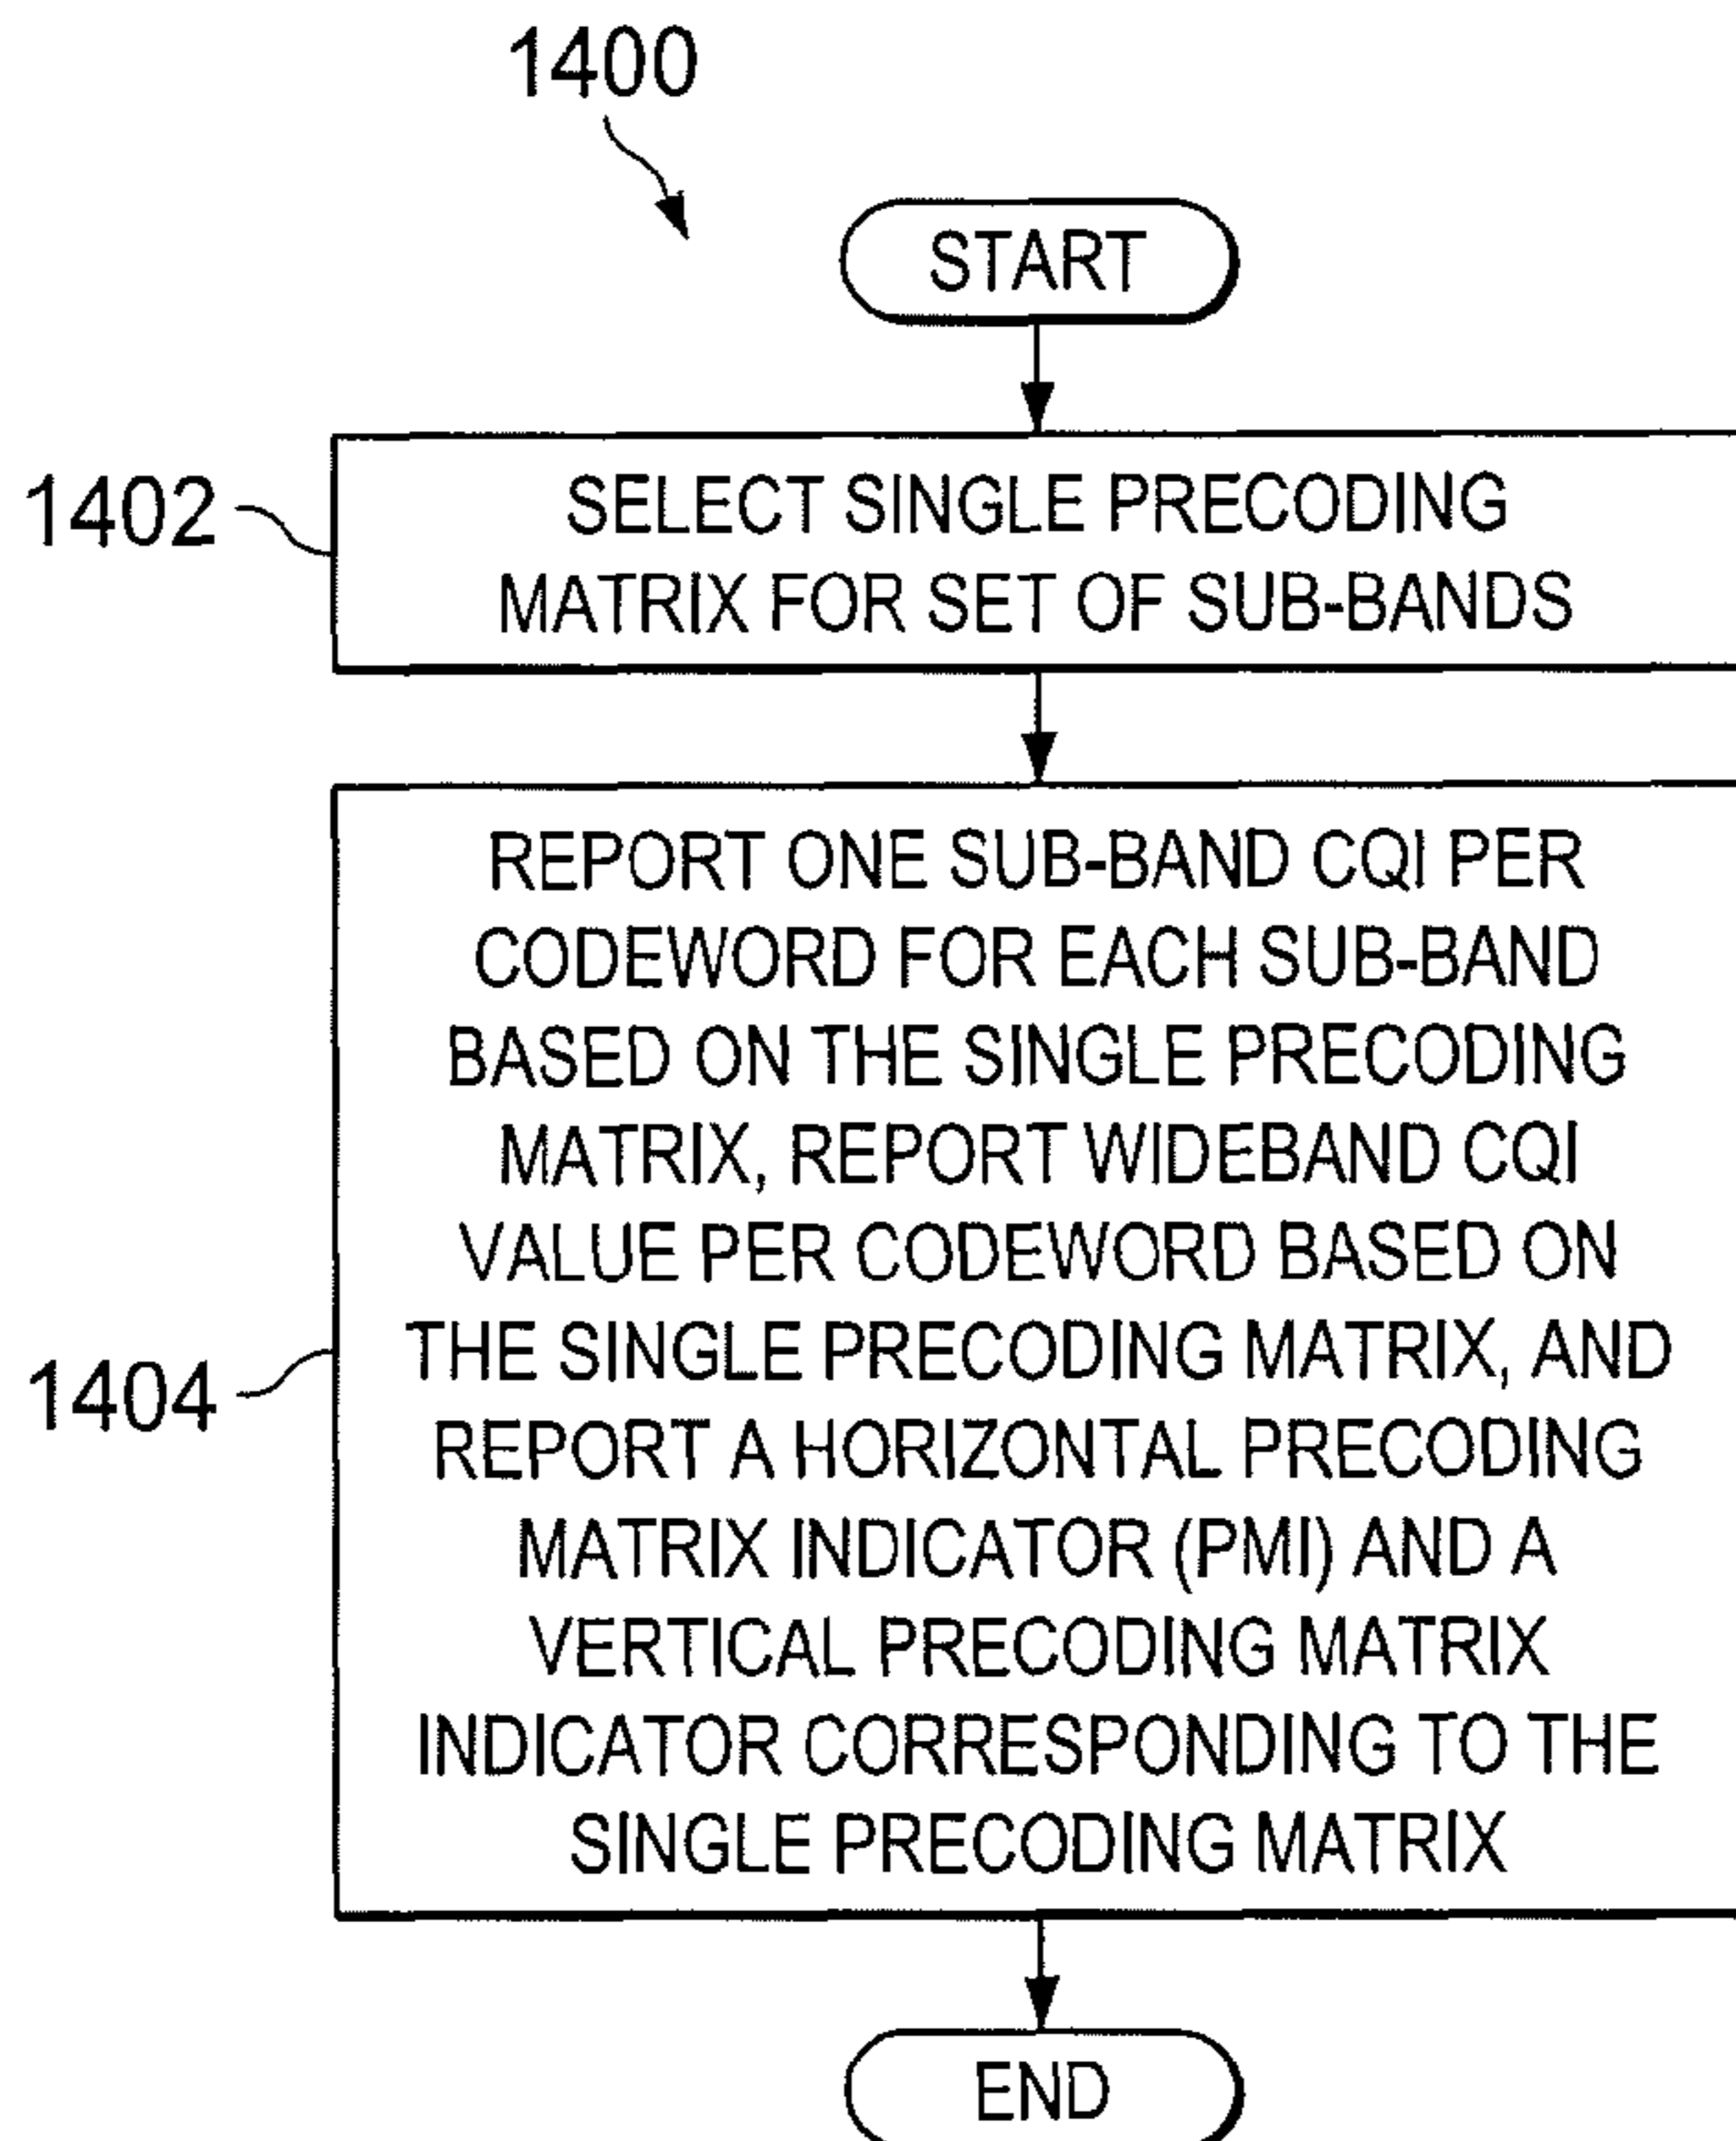 1400
START
1402
SELECT SINGLE PRECODING
MATRIX FOR SET OF SUB-BANDS
REPORT ONE SUB-BAND CQI PER
CODEWORD FOR EACH SUB-BAND
BASED ON THE SINGLE PRECODING
MATRIX, REPORT WIDEBAND CQI
VALUE PER CODEWORD BASED ON
THE SINGLE PRECODING MATRIX, AND
1404
REPORT A HORIZONTAL PRECODING
MATRIX INDICATOR (PMI) AND A
VERTICAL PRECODING MATRIX
INDICATOR CORRESPONDING TO THE
SINGLE PRECODING MATRIX
END